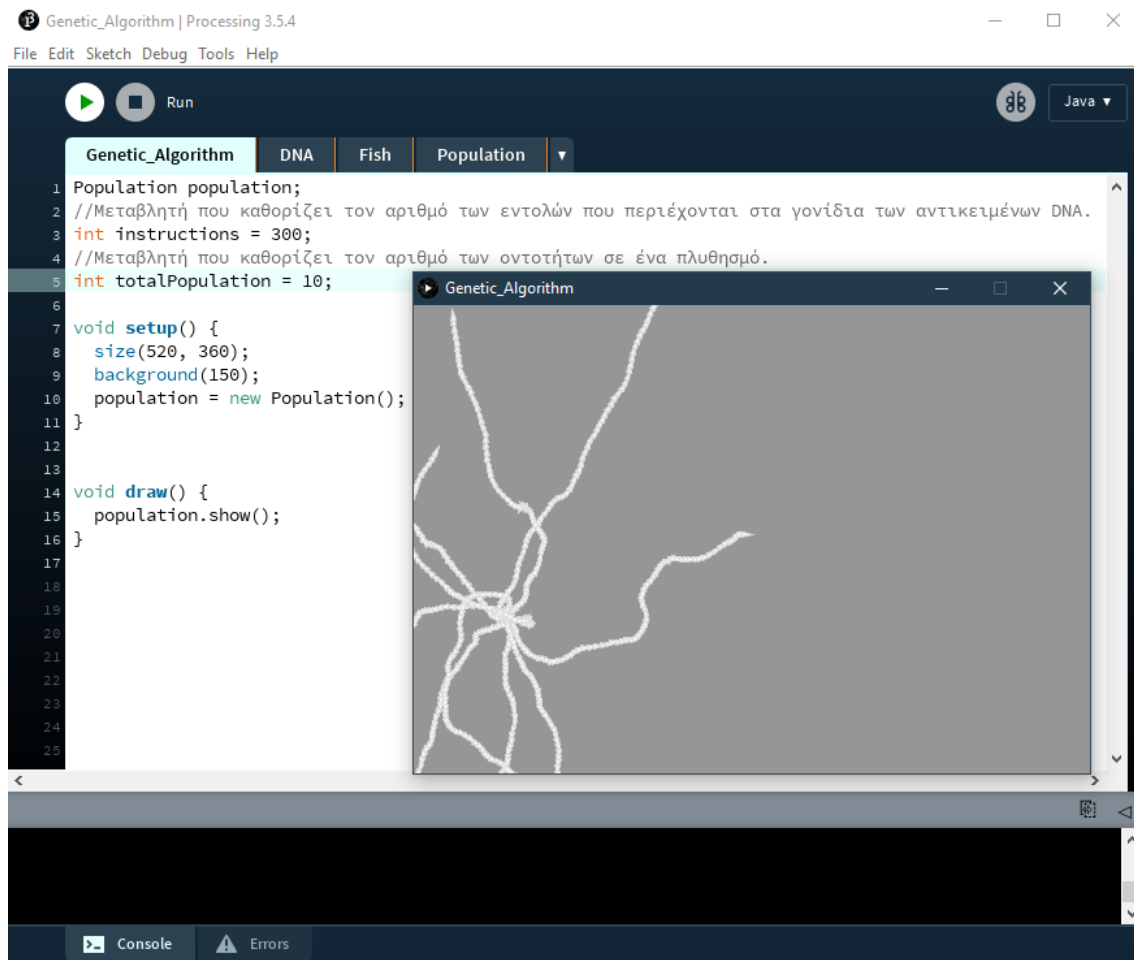 Genetic_Algorithm | Processing 3.5.4
File Edit Sketch Debug Tools Help
Run
Java ▾
Genetic_Algorithm DNA Fish Population ▾
1 Population population;
2 //Μεταβλητή που καθορίζει τον αριθμό των εντολών που περιέχονται στα γονίδια των αντικειμένων DNA.
3 int instructions = 300;
4 //Μεταβλητή που καθορίζει τον αριθμό των οντοτήτων σε ένα πλυθησμό.
5 int totalPopulation = 10;
Genetic_Algorithm
6
7 void setup() {
8 size(520, 360);
9 background(150);
10 population = new Population();
11 }
12
13
14 void draw() {
15 population.show();
16 }
17
18
19
20
21
22
23
24
25
Console Errors